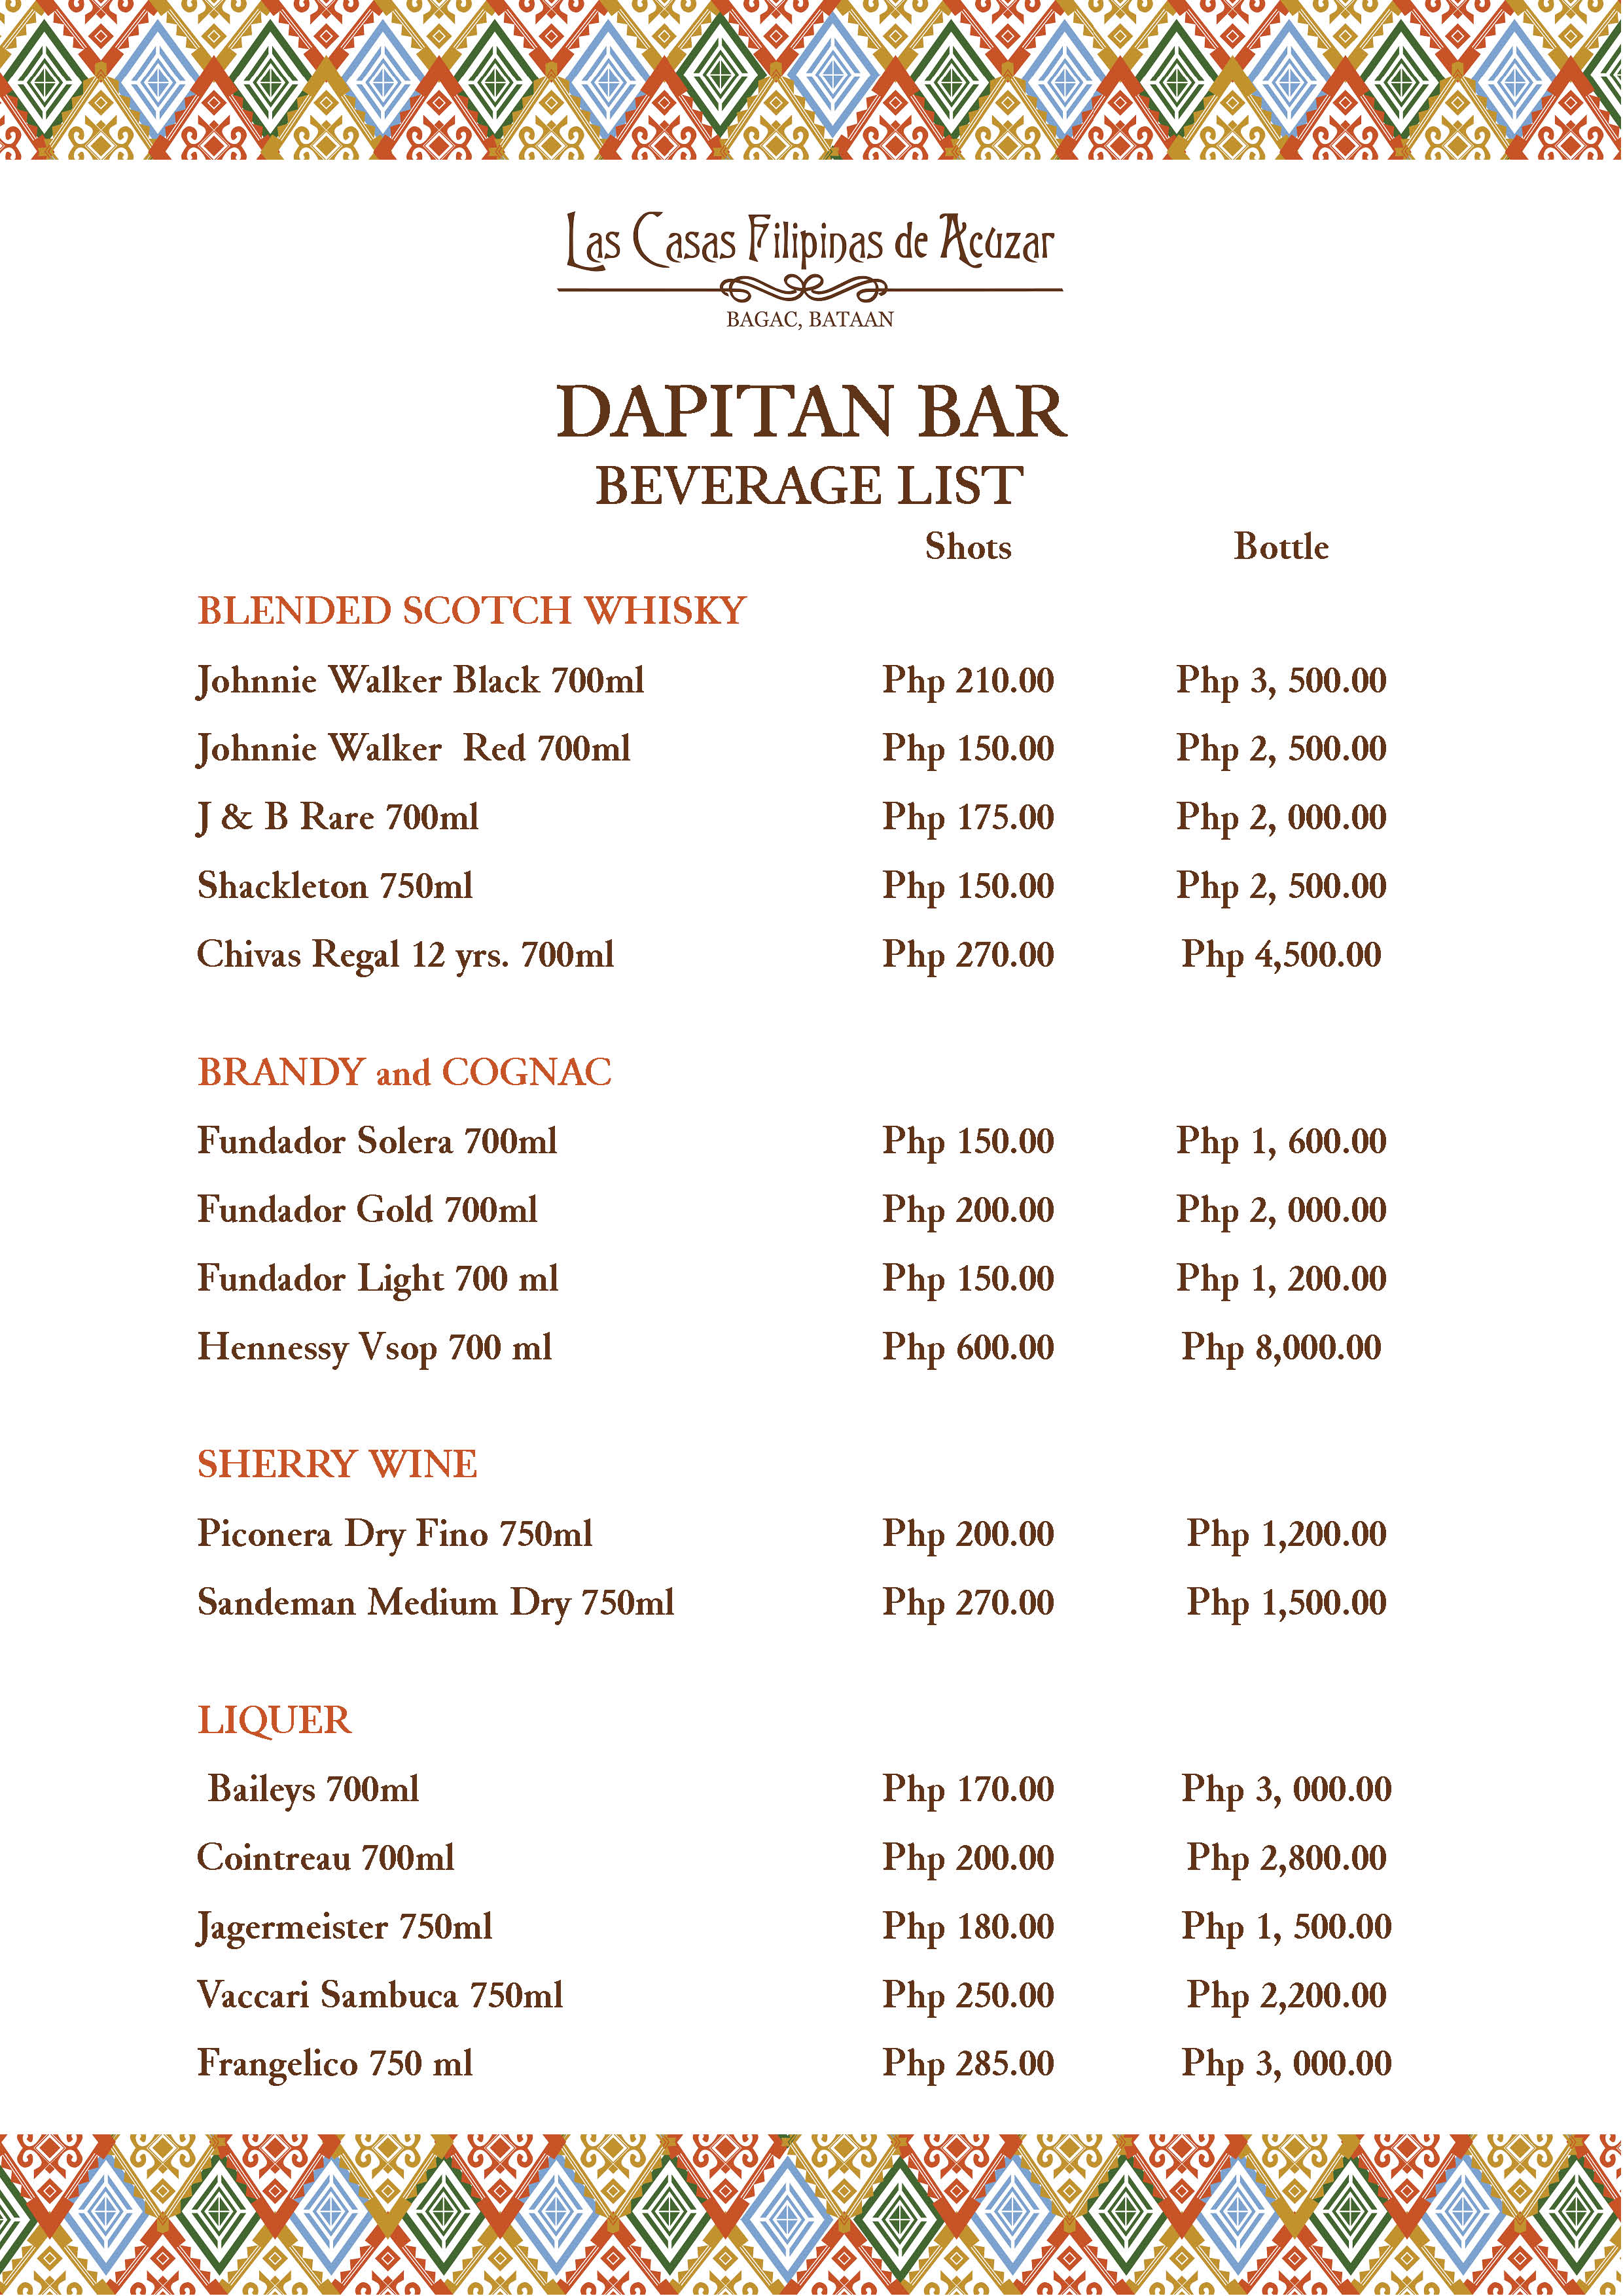 Las Casas Filipinas de Acuzar
BAGAC, BATAAN
DAPITAN BAR
BEVERAGE LIST
Shots Bottle
BLENDED SCOTCH WHISKY
Johnnie Walker Black 700ml Php 210.00 Php 3, 500.00
Johnnie Walker Red 700ml Php 150.00 Php 2, 500.00
J & B Rare 700ml Php 175.00 Php 2, 000.00
Shackleton 750ml Php 150.00 Php 2, 500.00
Chivas Regal 12 yrs. 700ml Php 270.00 Php 4,500.00
BRANDY and COGNAC
Fundador Solera 700ml Php 150.00 Php 1, 600.00
Fundador Gold 700ml Php 200.00 Php 2, 000.00
Fundador Light 700 ml Php 150.00 Php 1, 200.00
Hennessy Vsop 700 ml Php 600.00 Php 8,000.00
SHERRY WINE
Piconera Dry Fino 750ml Php 200.00 Php 1,200.00
Sandeman Medium Dry 750ml Php 270.00 Php 1,500.00
LIQUER
Baileys 700ml Php 170.00 Php 3, 000.00
Cointreau 700ml Php 200.00 Php 2,800.00
Jagermeister 750ml Php 180.00 Php 1, 500.00
Vaccari Sambuca 750ml Php 250.00 Php 2,200.00
Frangelico 750 ml Php 285.00 Php 3, 000.00